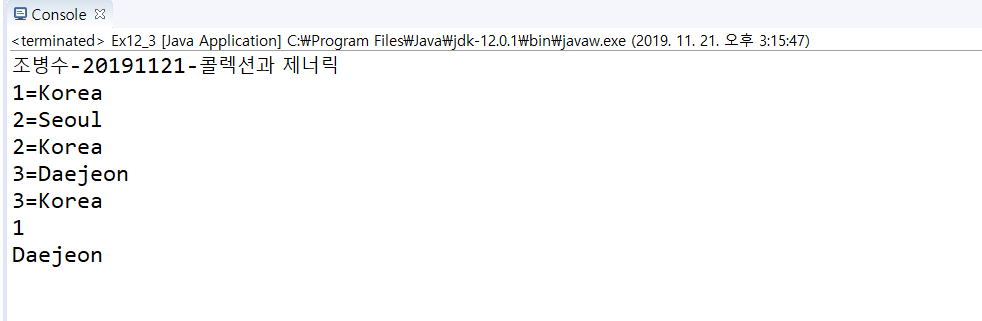 Console
<terminated> Ex12_3 [Java Application] C:₩Program Files₩Java₩jdk-12.0.1₩bin₩javaw.exe (2019. 11. 21. 오후 3:15:47)
조병수-20191121-콜렉션과 제너릭
1=Korea
2=Seoul
2=Korea
3=Daejeon
3=Korea
1
Daejeon